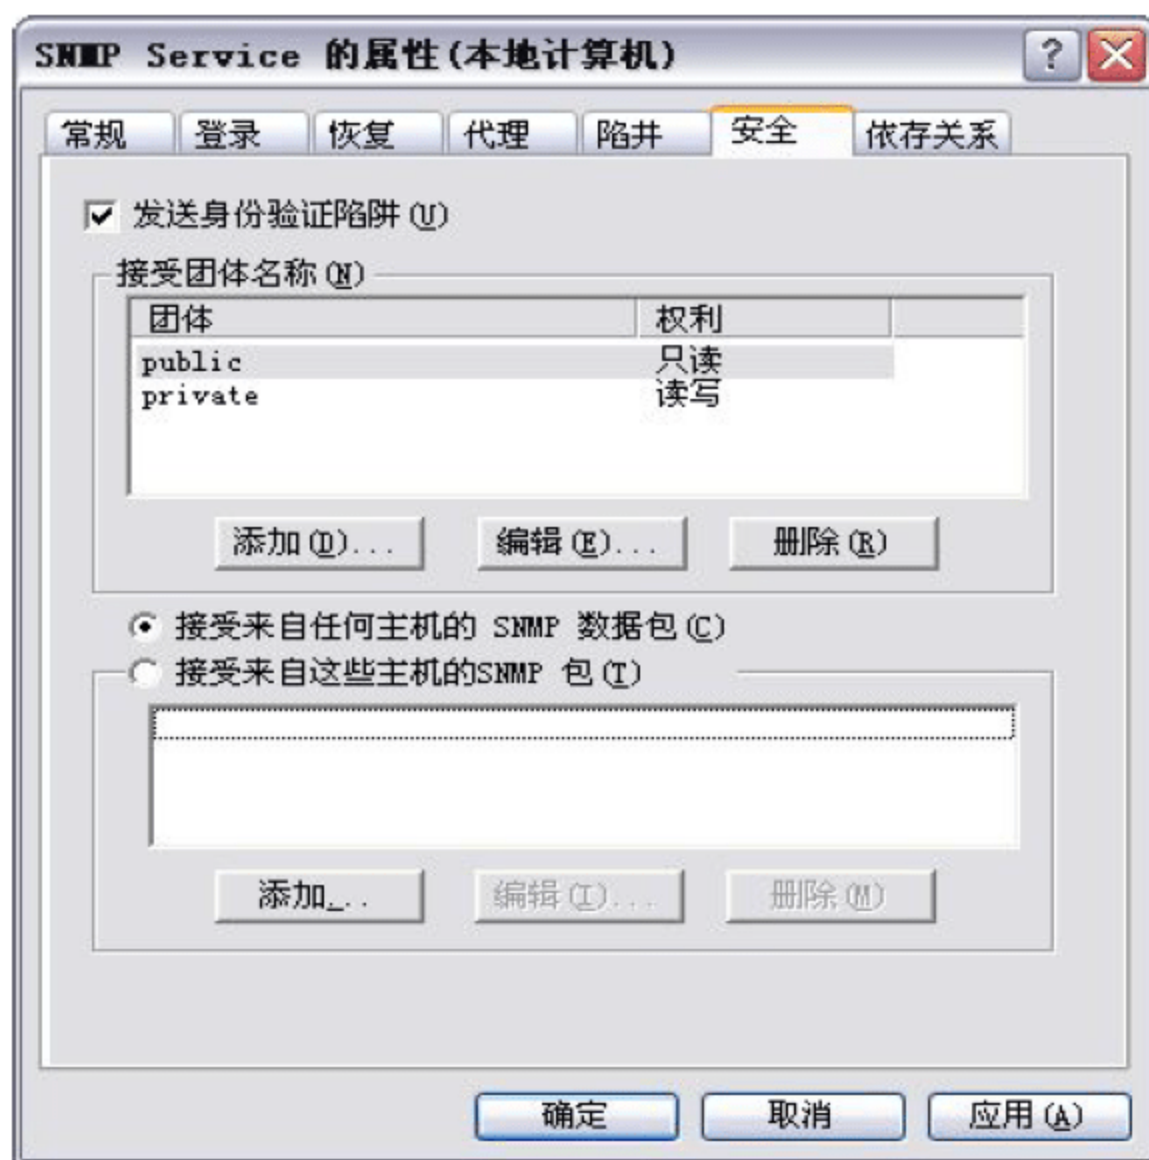 SNMP Service 的属性(本地计算机)
常规 登录 恢复 代理 陷井 安全 依存关系
发送身份验证陷阱(U)
接受团体名称(N)
团体 权利
public 只读
private 读写
添加(D)... 编辑(E)... 删除(R)
接受来自任何主机的 SNMP 数据包(C)
接受来自这些主机的SNMP 包(T)
添加... 编辑(I)... 删除(M)
确定 取消 应用(A)